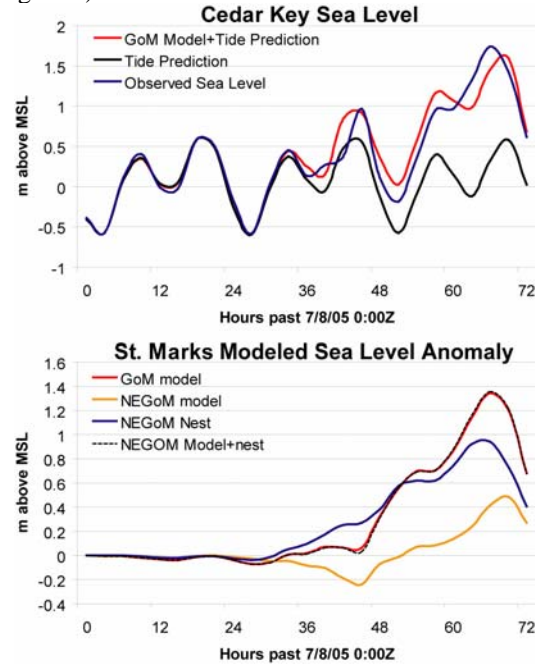 Cedar Key Sea Level
2
GoM Model+Tide Prediction
Tide Prediction
1.5
Observed Sea Level
1
0.5
0
-0.5
-1
m above MSL
0 12 24 36 48 60 72
Hours past 7/8/05 0:00Z
St. Marks Modeled Sea Level Anomaly
1.6
GoM model
1.4
NEGoM model
1.2
NEGoM Nest
1
NEGOM Model+nest
0.8
0.6
0.4
0.2
0
-0.2
-0.4
m above MSL
0 12 24 36 48 60 72
Hours past 7/8/05 0:00Z